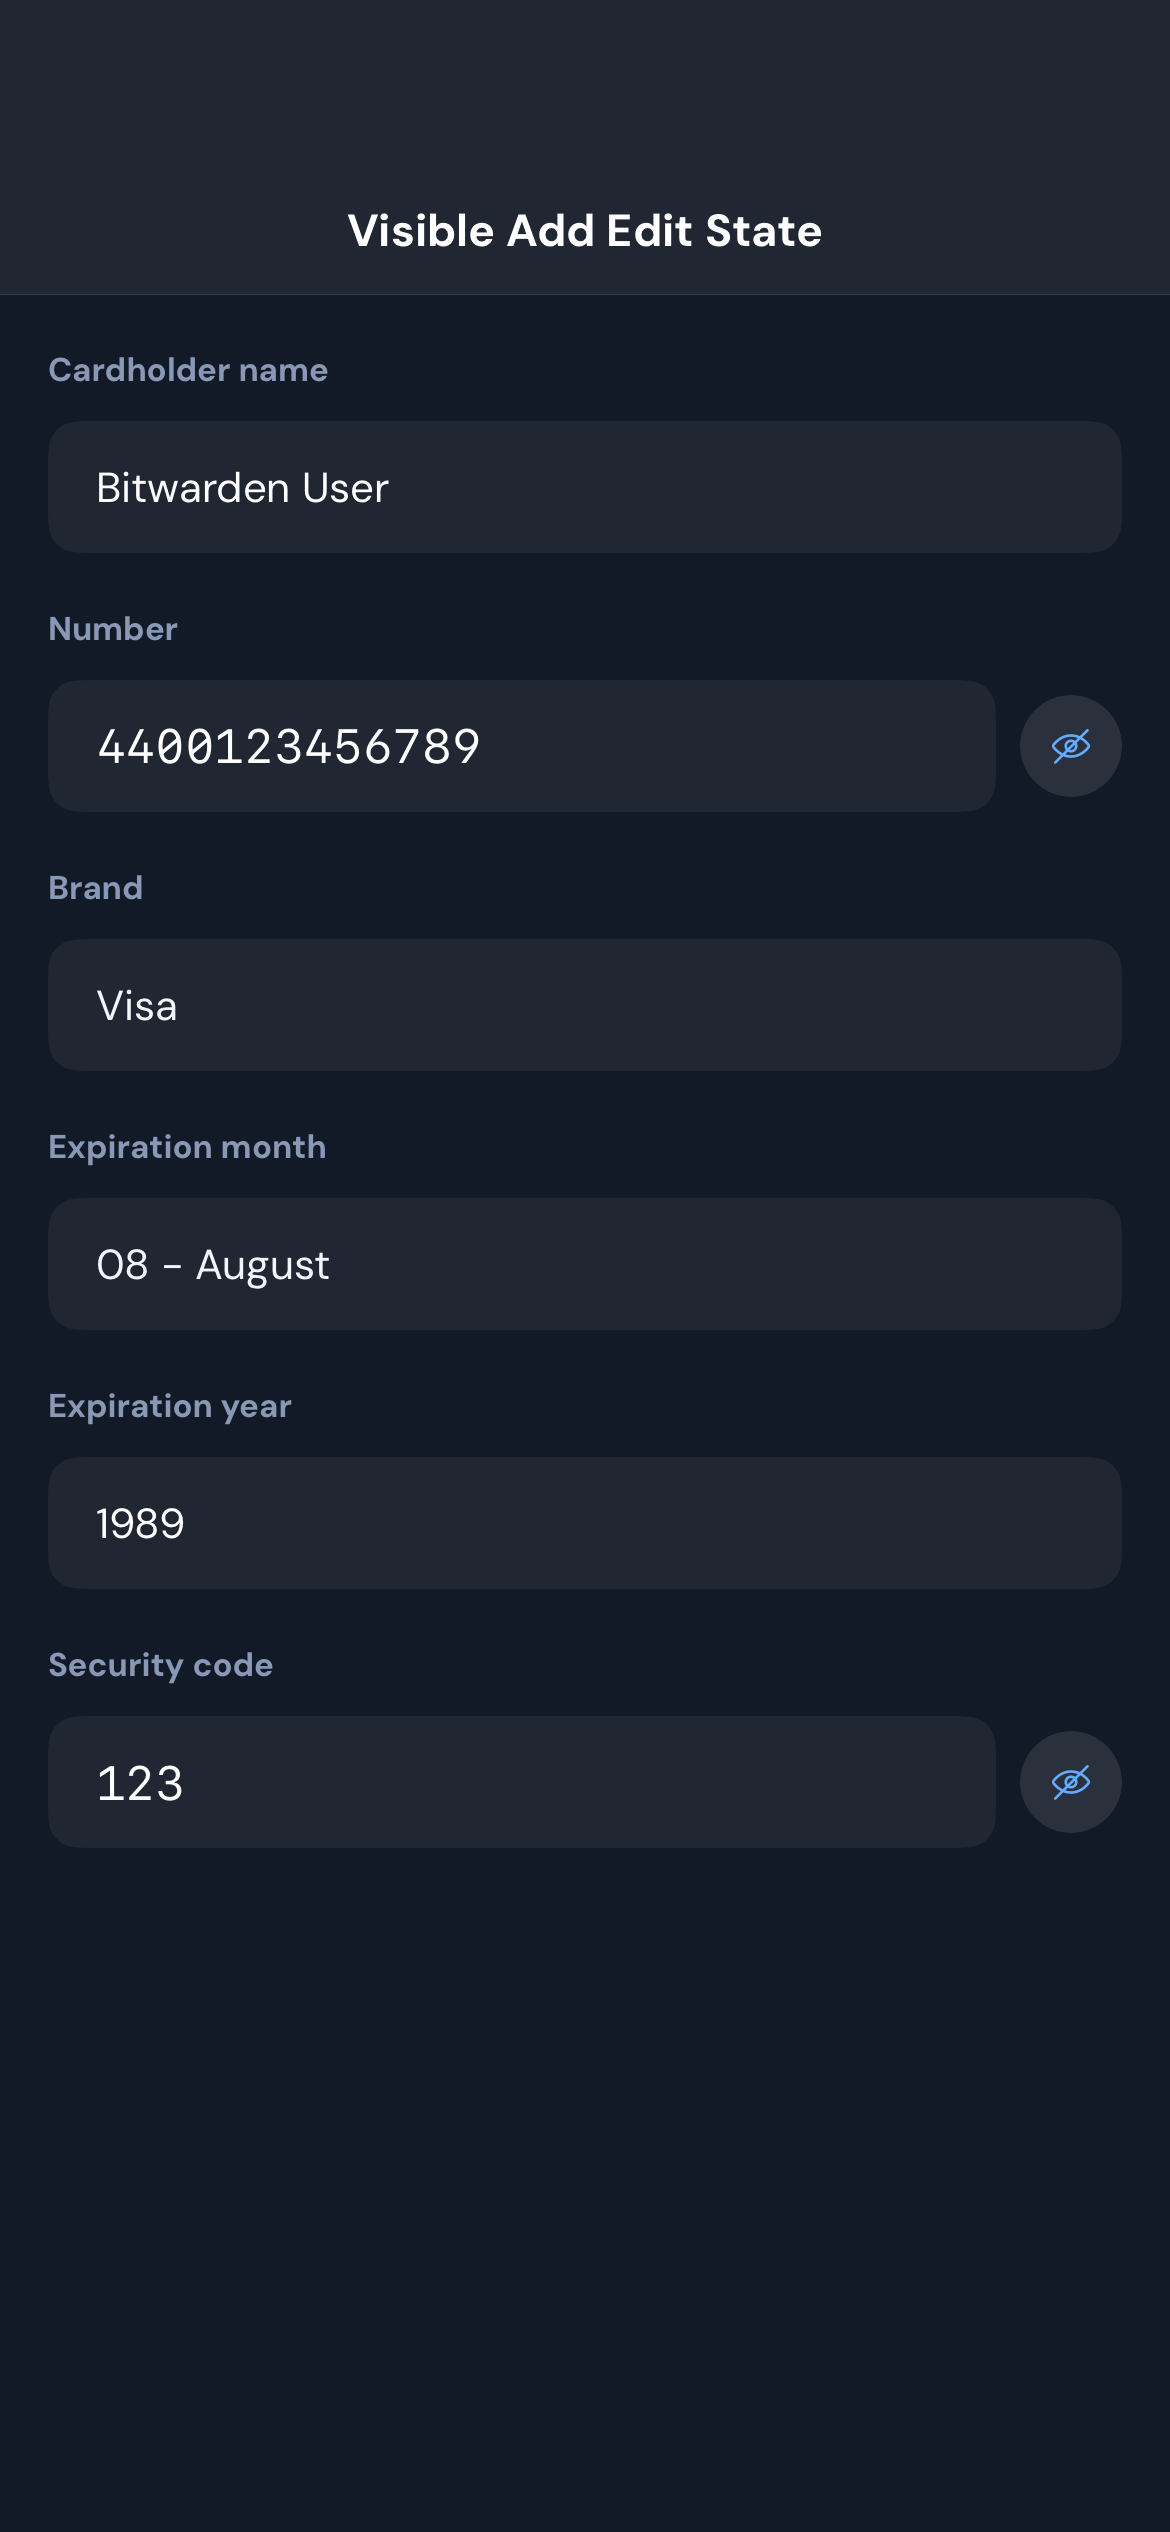 Visible Add Edit State
Cardholder name
Bitwarden User
Number
4400123456789
Brand
Visa
Expiration month
08 - August
Expiration year
1989
Security code
123